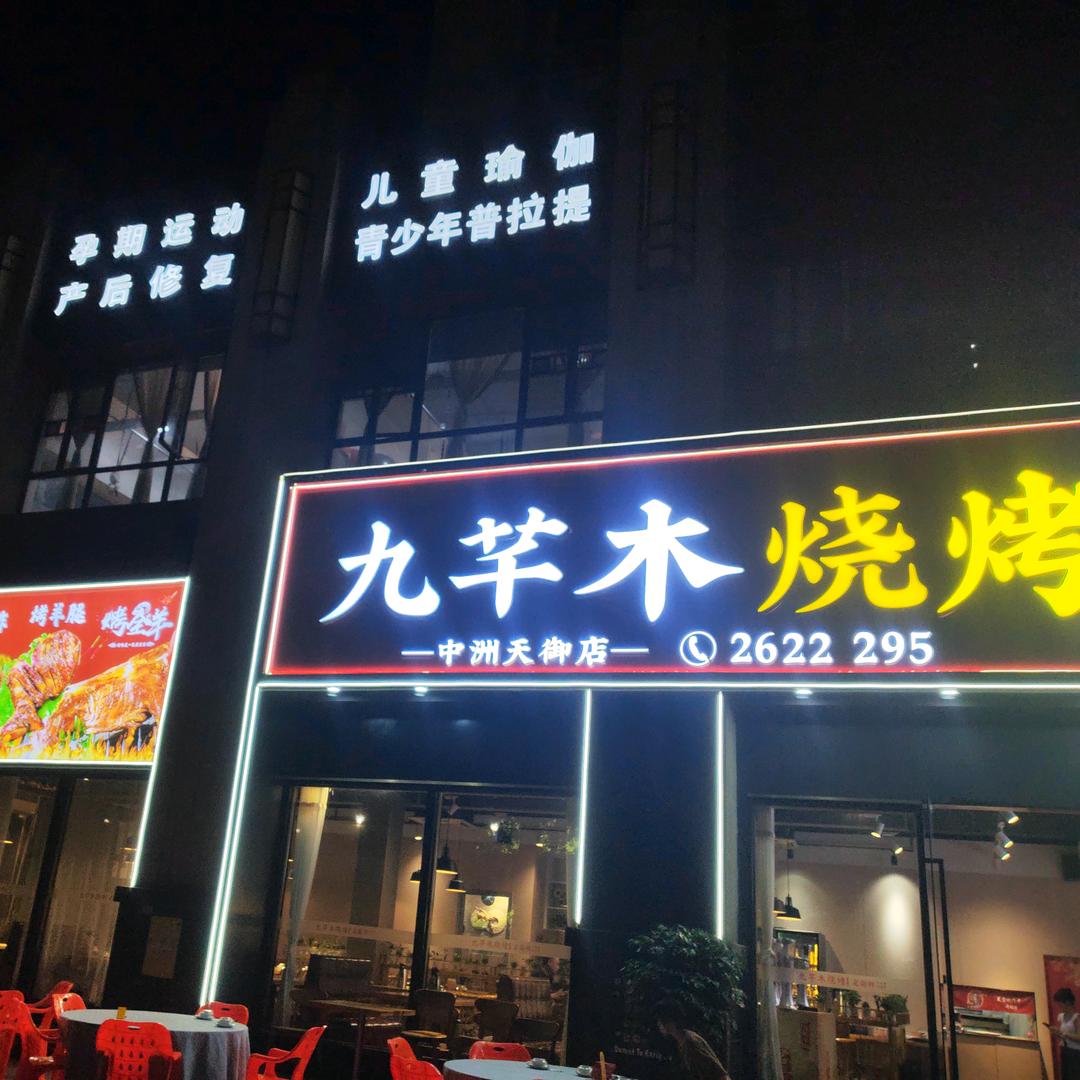 儿童瑜伽
青少年普拉提
孕期运动
产后修复
九芊木烧烤
中洲天御店 2622 295
烤羊腿
烤全羊